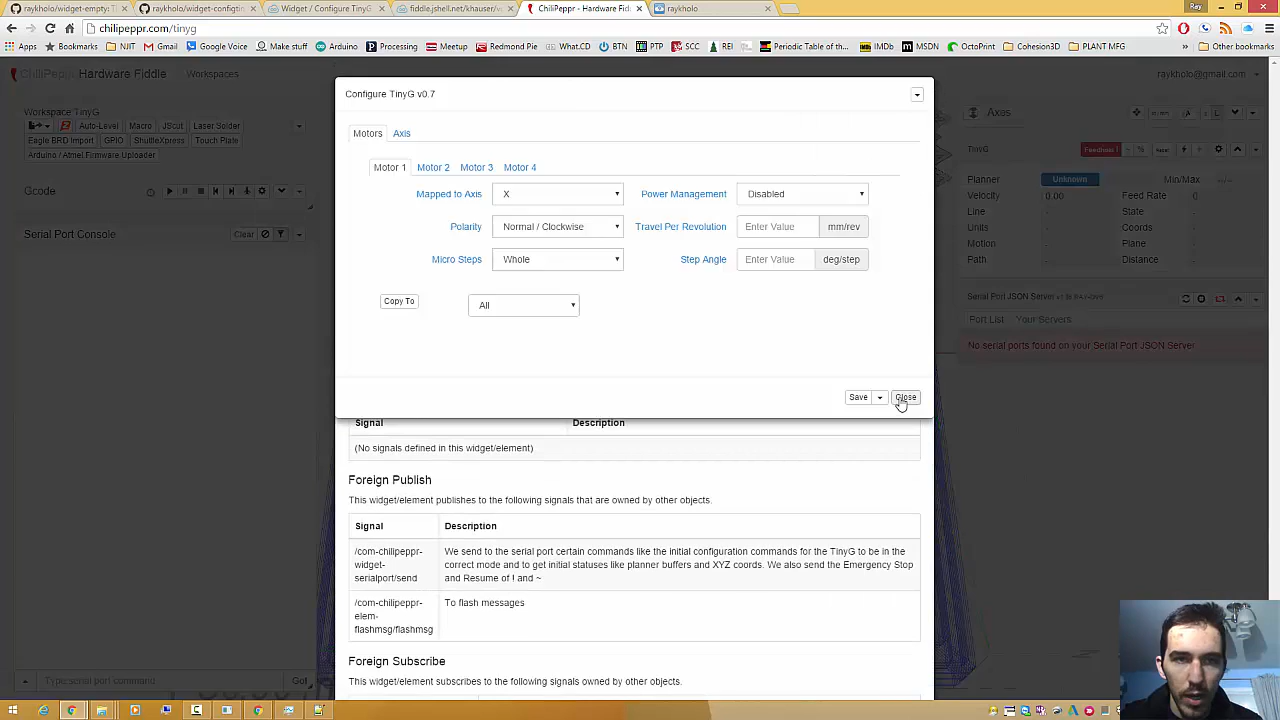 raykholo/widget-empty: T
raykholo/widget-configtin
Widget / Configure TinyG
fiddle.jshell.net/khauser/v
ChiliPeppr - Hardware Fid
raykholo
Ray
chilipeppr.com/tinyg
Apps Bookmarks NJIT Gmail Google Voice Make stuff Arduino Processing Meetup Redmond Pie What.CD BTN PTP SCC REI Periodic Table of the IMDb MSDN OctoPrint Cohesion3D PLANT MFG Other bookmarks
ChiliPeppr Hardware Fiddle Workspaces raykholo@gmail.com
Workspace TinyG
Auto-Level Macro JScut Laser Solder
Eagle BRD Import GPIO ShuttleXpress Touch Plate
Arduino / Atmel Firmware Uploader
Gcode
Serial Port Console Clear
Type serial port command Go!
Configure TinyG v0.7
Motors Axis
Motor 1 Motor 2 Motor 3 Motor 4
Mapped to Axis X Power Management Disabled
Polarity Normal / Clockwise Travel Per Revolution Enter Value mm/rev
Micro Steps Whole Step Angle Enter Value deg/step
Copy To All
Save Close
Signal Description
(No signals defined in this widget/element)
Foreign Publish
This widget/element publishes to the following signals that are owned by other objects.
Signal Description
/com-chilipeppr-widget-serialport/send
We send to the serial port certain commands like the initial configuration commands for the TinyG to be in the
correct mode and to get initial statuses like planner buffers and XYZ coords. We also send the Emergency Stop
and Resume of ! and ~
/com-chilipeppr-elem-flashmsg/flashmsg
To flash messages
Foreign Subscribe
This widget/element subscribes to the following signals owned by other objects.
Axes
TinyG Feedhold !
Planner Unknown Min/Max
Velocity 0.00 Feed Rate
Line State
Units Coords
Motion Plane
Path Distance
Serial Port JSON Server
Port List Your Servers
No serial ports found on your Serial Port JSON Server